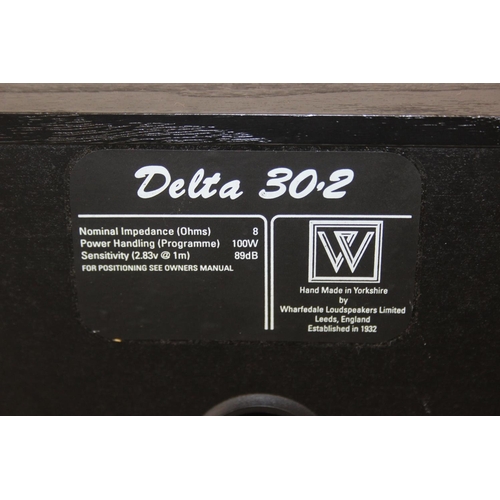 Delta 30.2
Nominal Impedance (Ohms) 8
Power Handling (Programme) 100W
Sensitivity (2.83v @ 1m) 89dB
FOR POSITIONING SEE OWNERS MANUAL
W
Hand Made in Yorkshire
by
Wharfedale Loudspeakers Limited
Leeds, England
Established in 1932